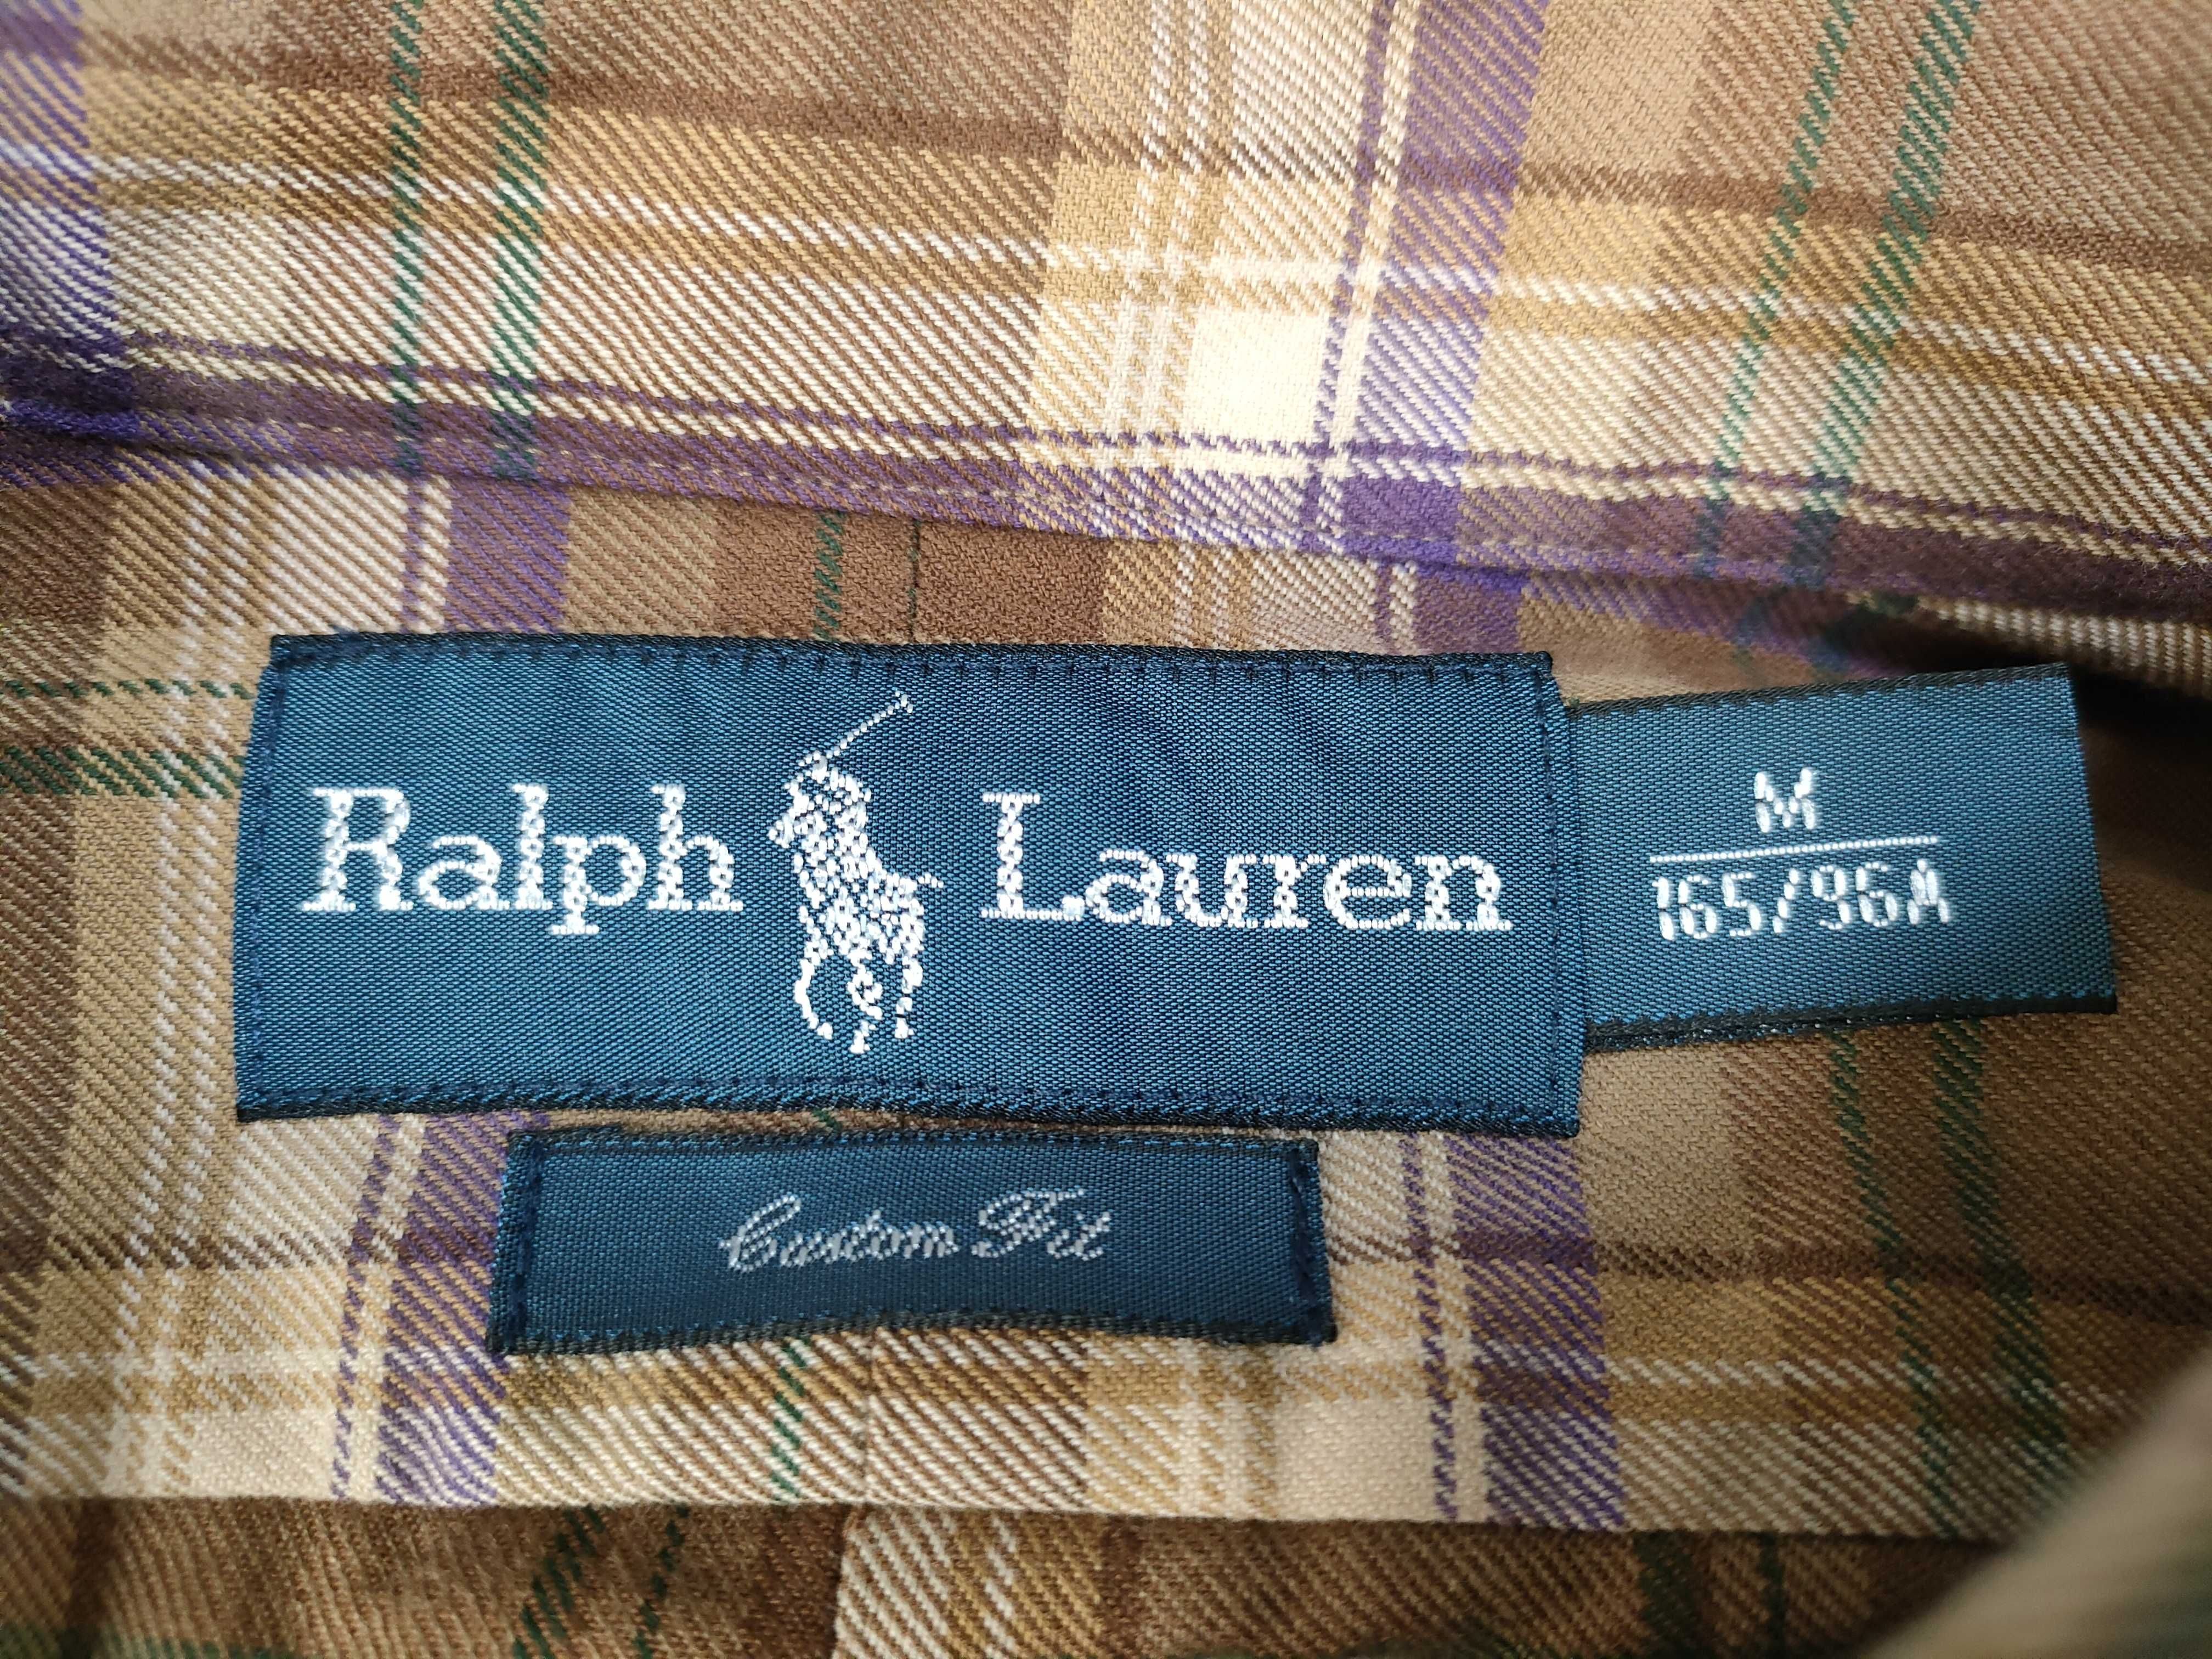 Ralph Lauren
M
165/96A
Custom Fit